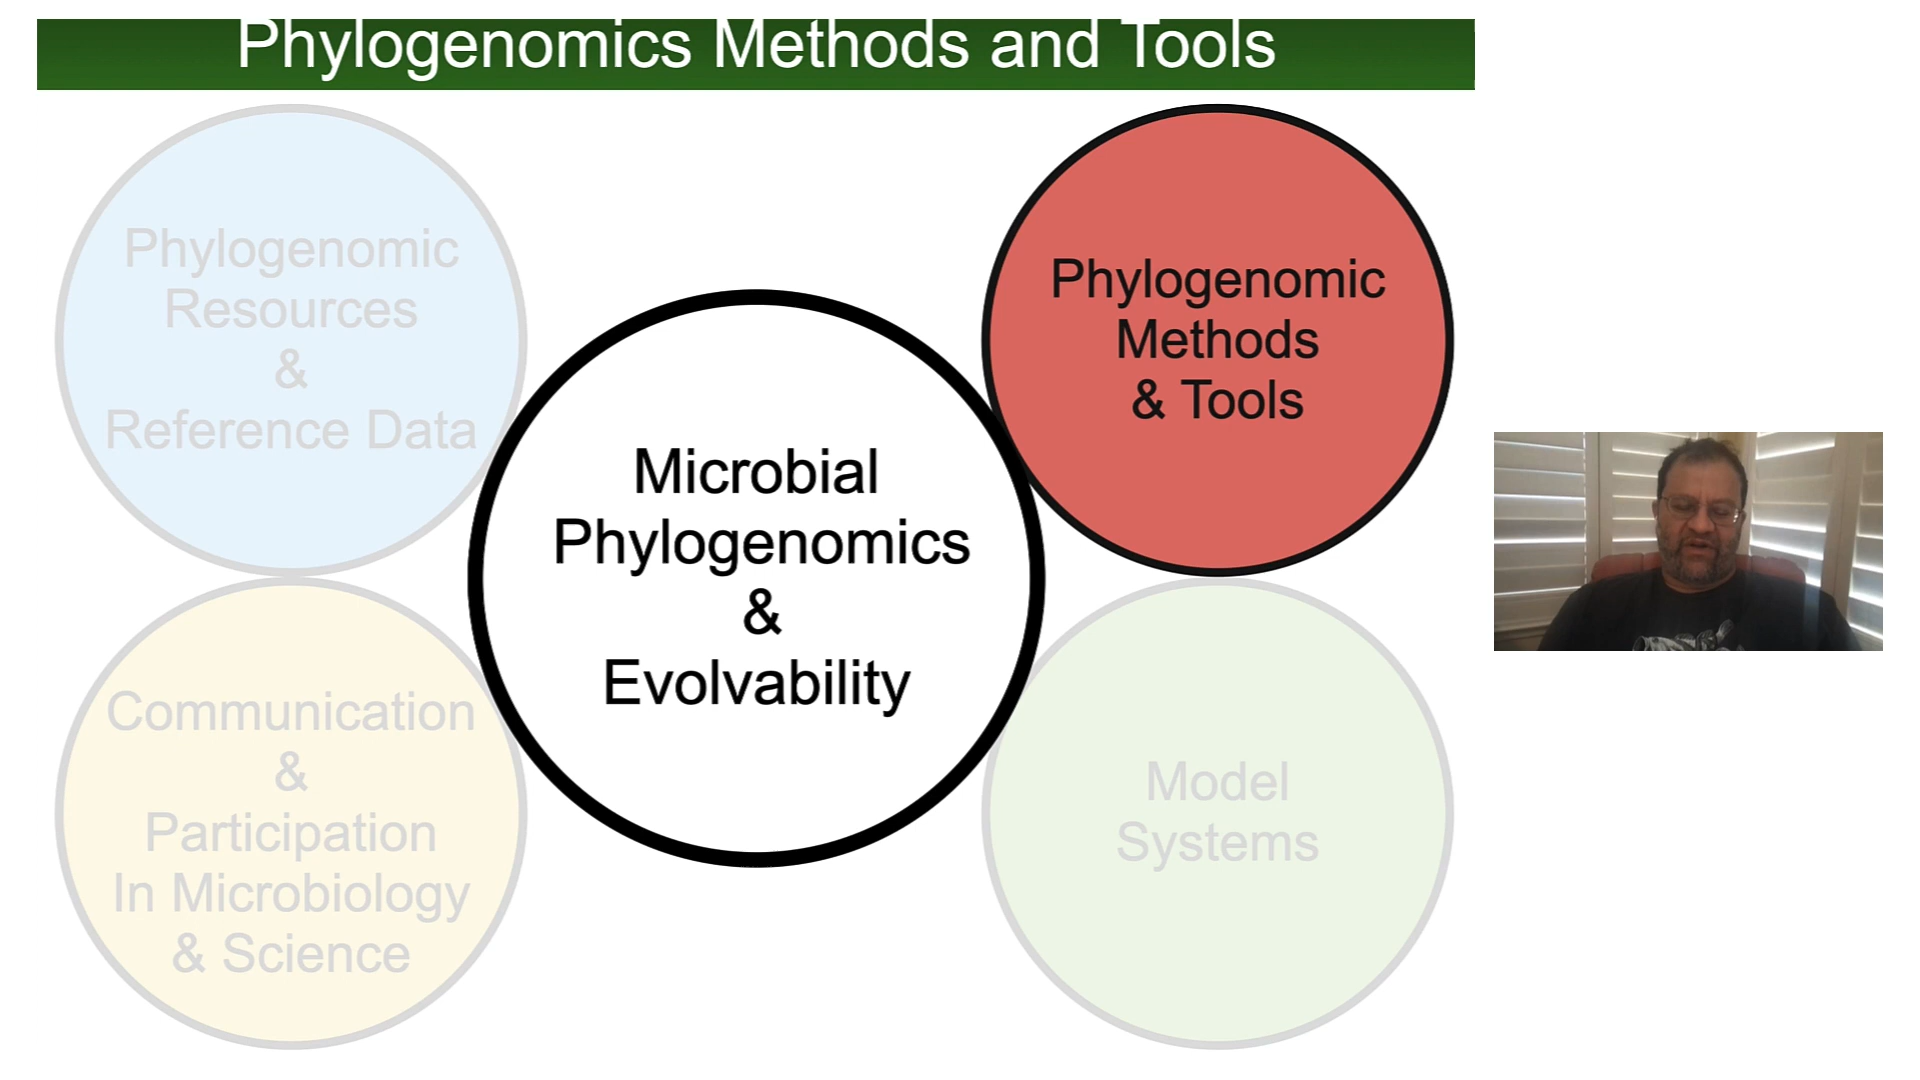 Phylogenomics Methods and Tools
Phylogenomic
Resources
&
Reference Data
Phylogenomic
Methods
& Tools
Microbial
Phylogenomics
&
Evolvability
Communication
&
Participation
In Microbiology
& Science
Model
Systems